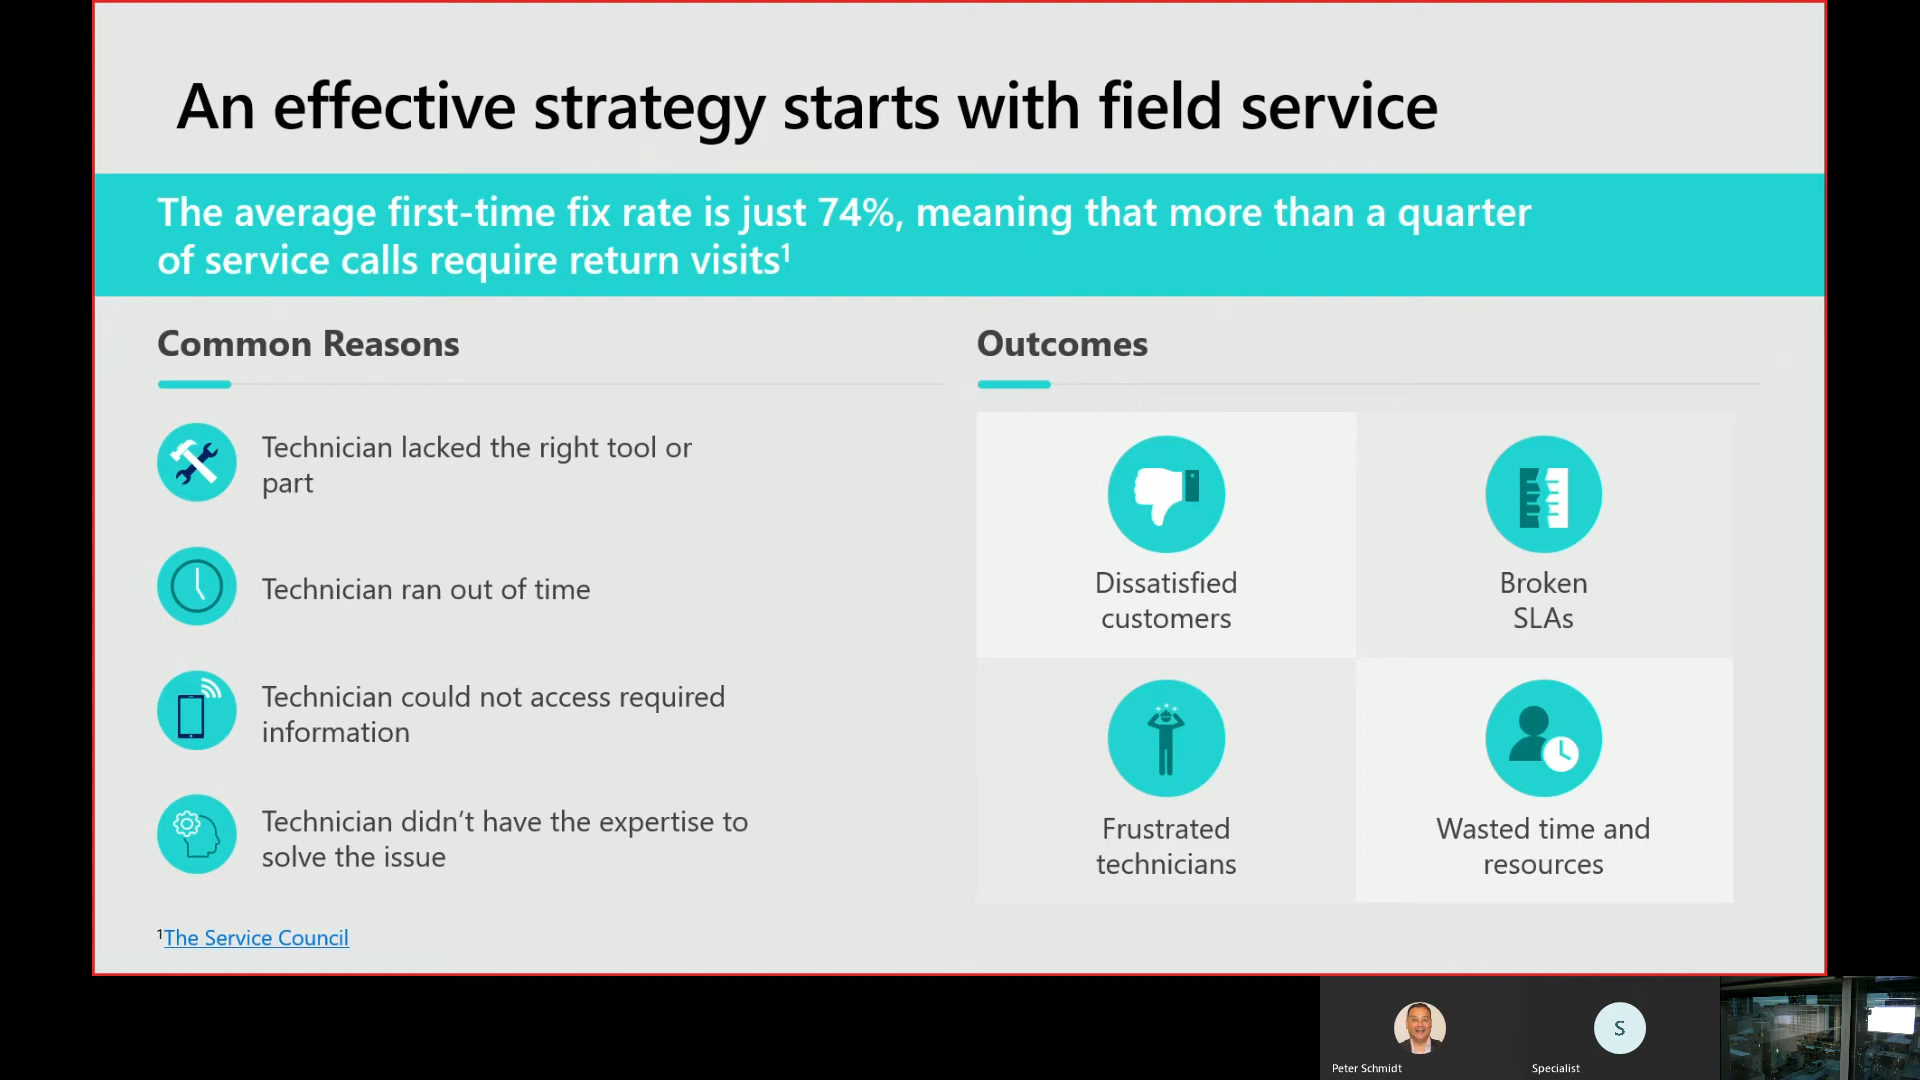 An effective strategy starts with field service
The average first-time fix rate is just 74%, meaning that more than a quarter
of service calls require return visits¹
Common Reasons
Technician lacked the right tool or
part
Technician ran out of time
Technician could not access required
information
Technician didn’t have the expertise to
solve the issue
Outcomes
Dissatisfied
customers
Broken
SLAs
Frustrated
technicians
Wasted time and
resources
¹The Service Council
S
Peter Schmidt
Specialist